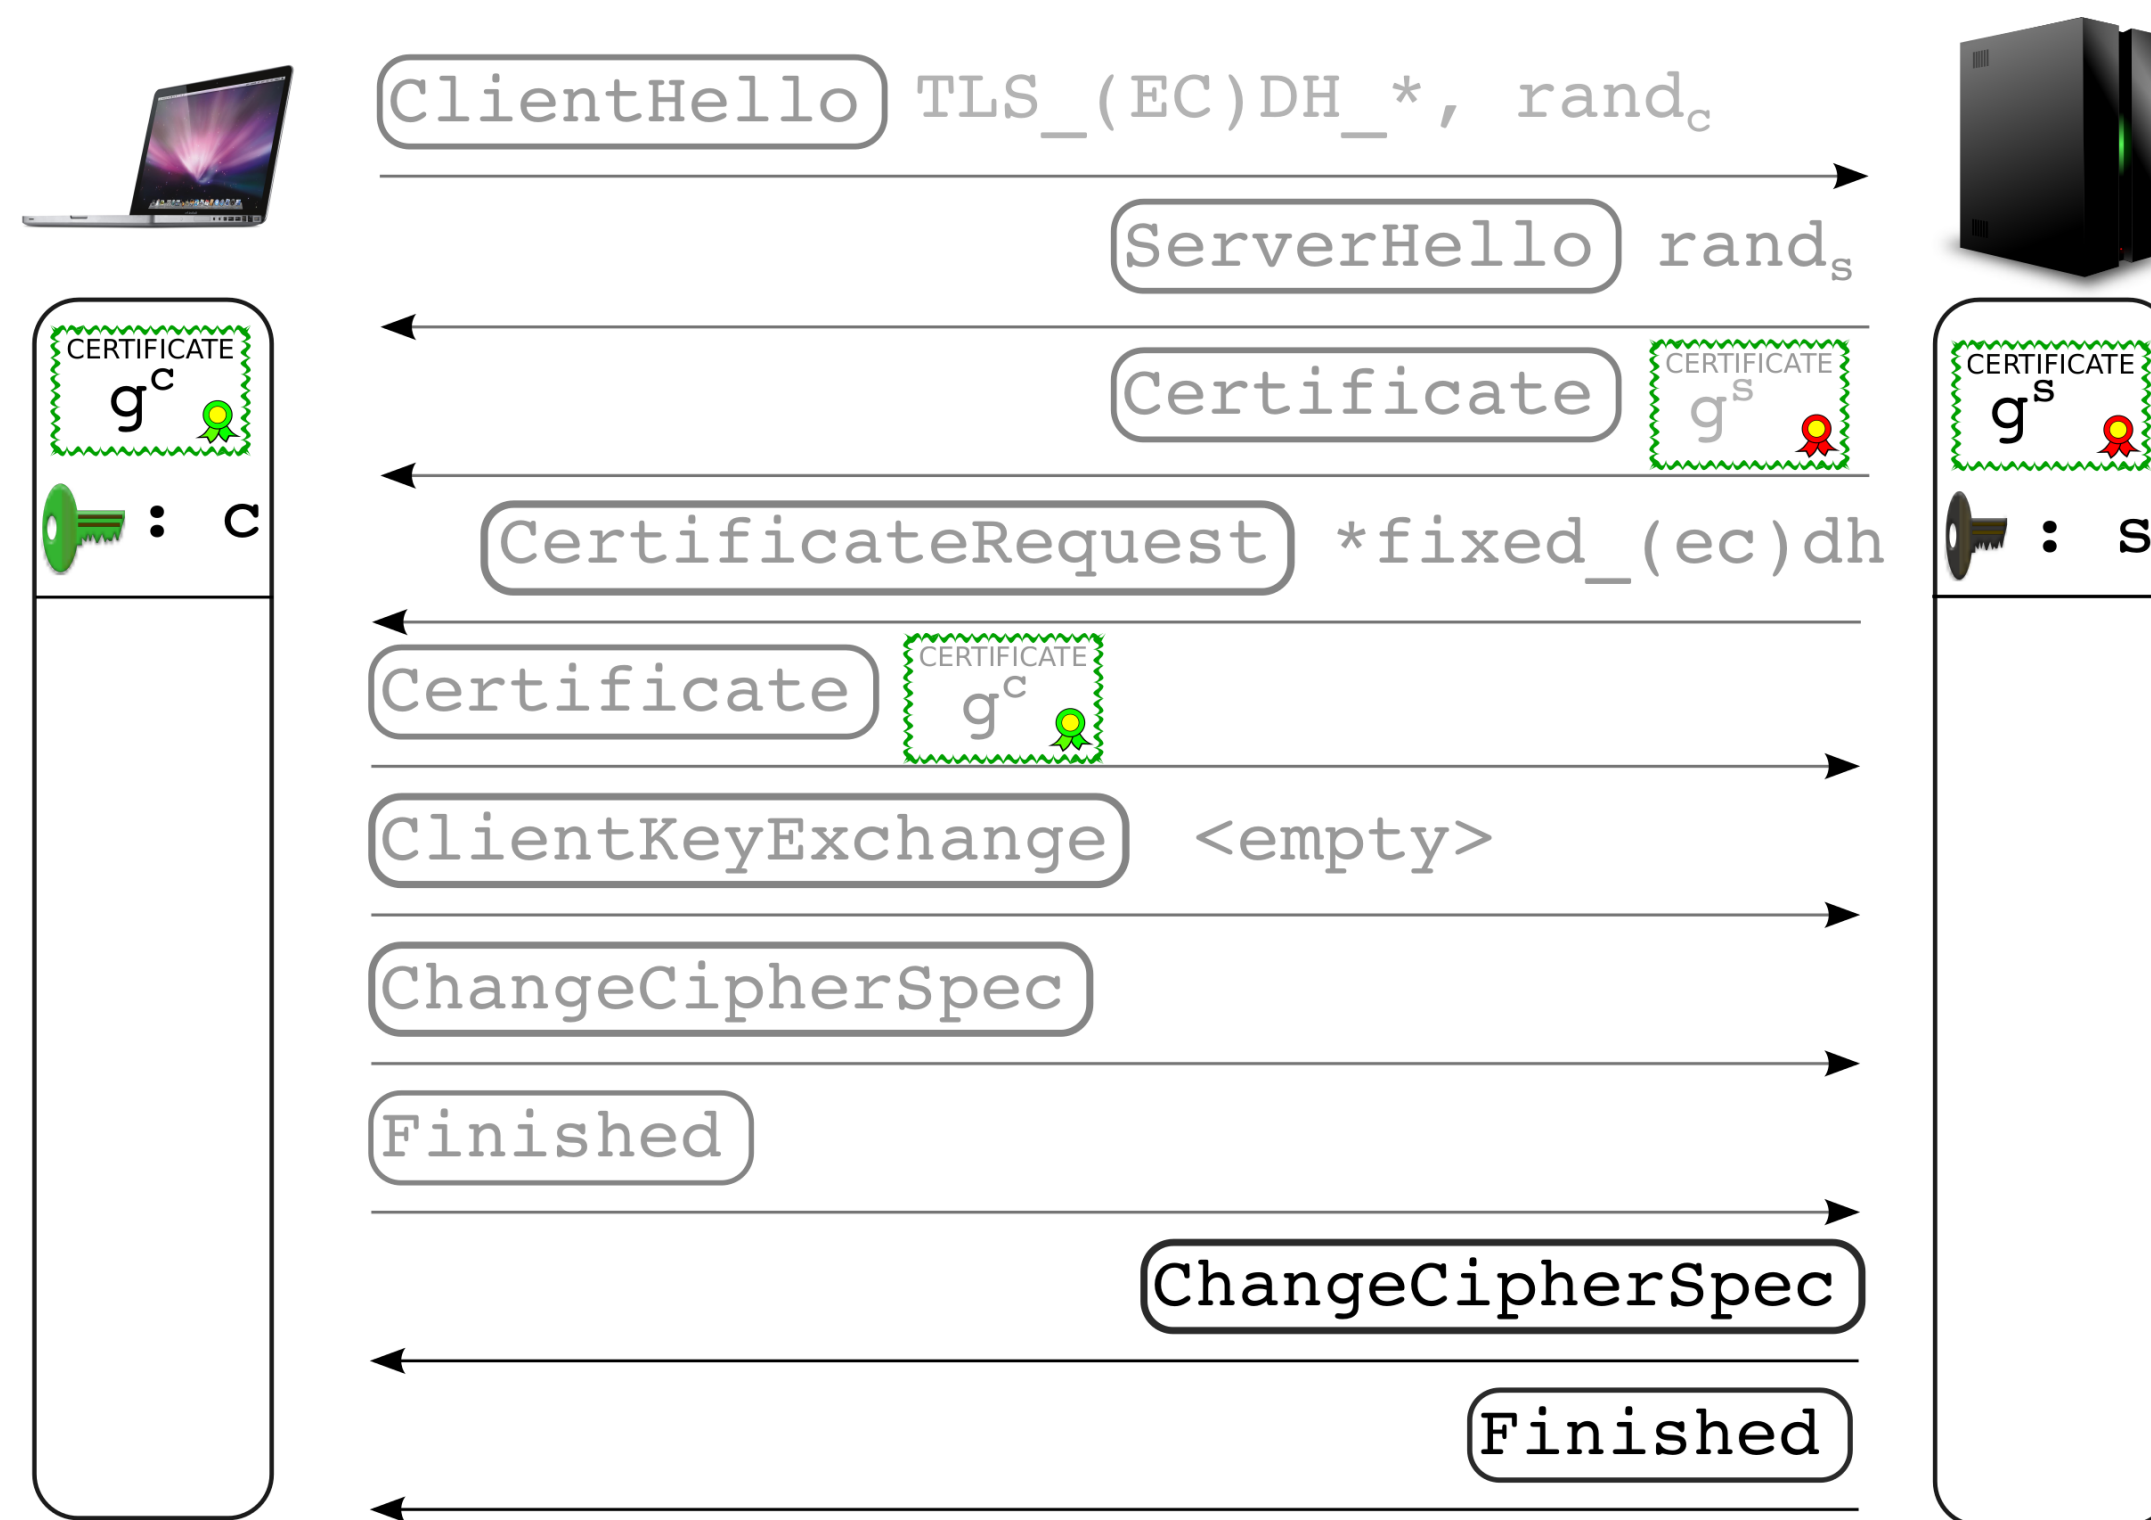 ClientHello TLS_(EC)DH_*, randc
ServerHello rands
CERTIFICATE
gc
: c
Certificate
CERTIFICATE
gs
CERTIFICATE
gs
: s
CertificateRequest *fixed_(ec)dh
Certificate
CERTIFICATE
gc
ClientKeyExchange <empty>
ChangeCipherSpec
Finished
ChangeCipherSpec
Finished